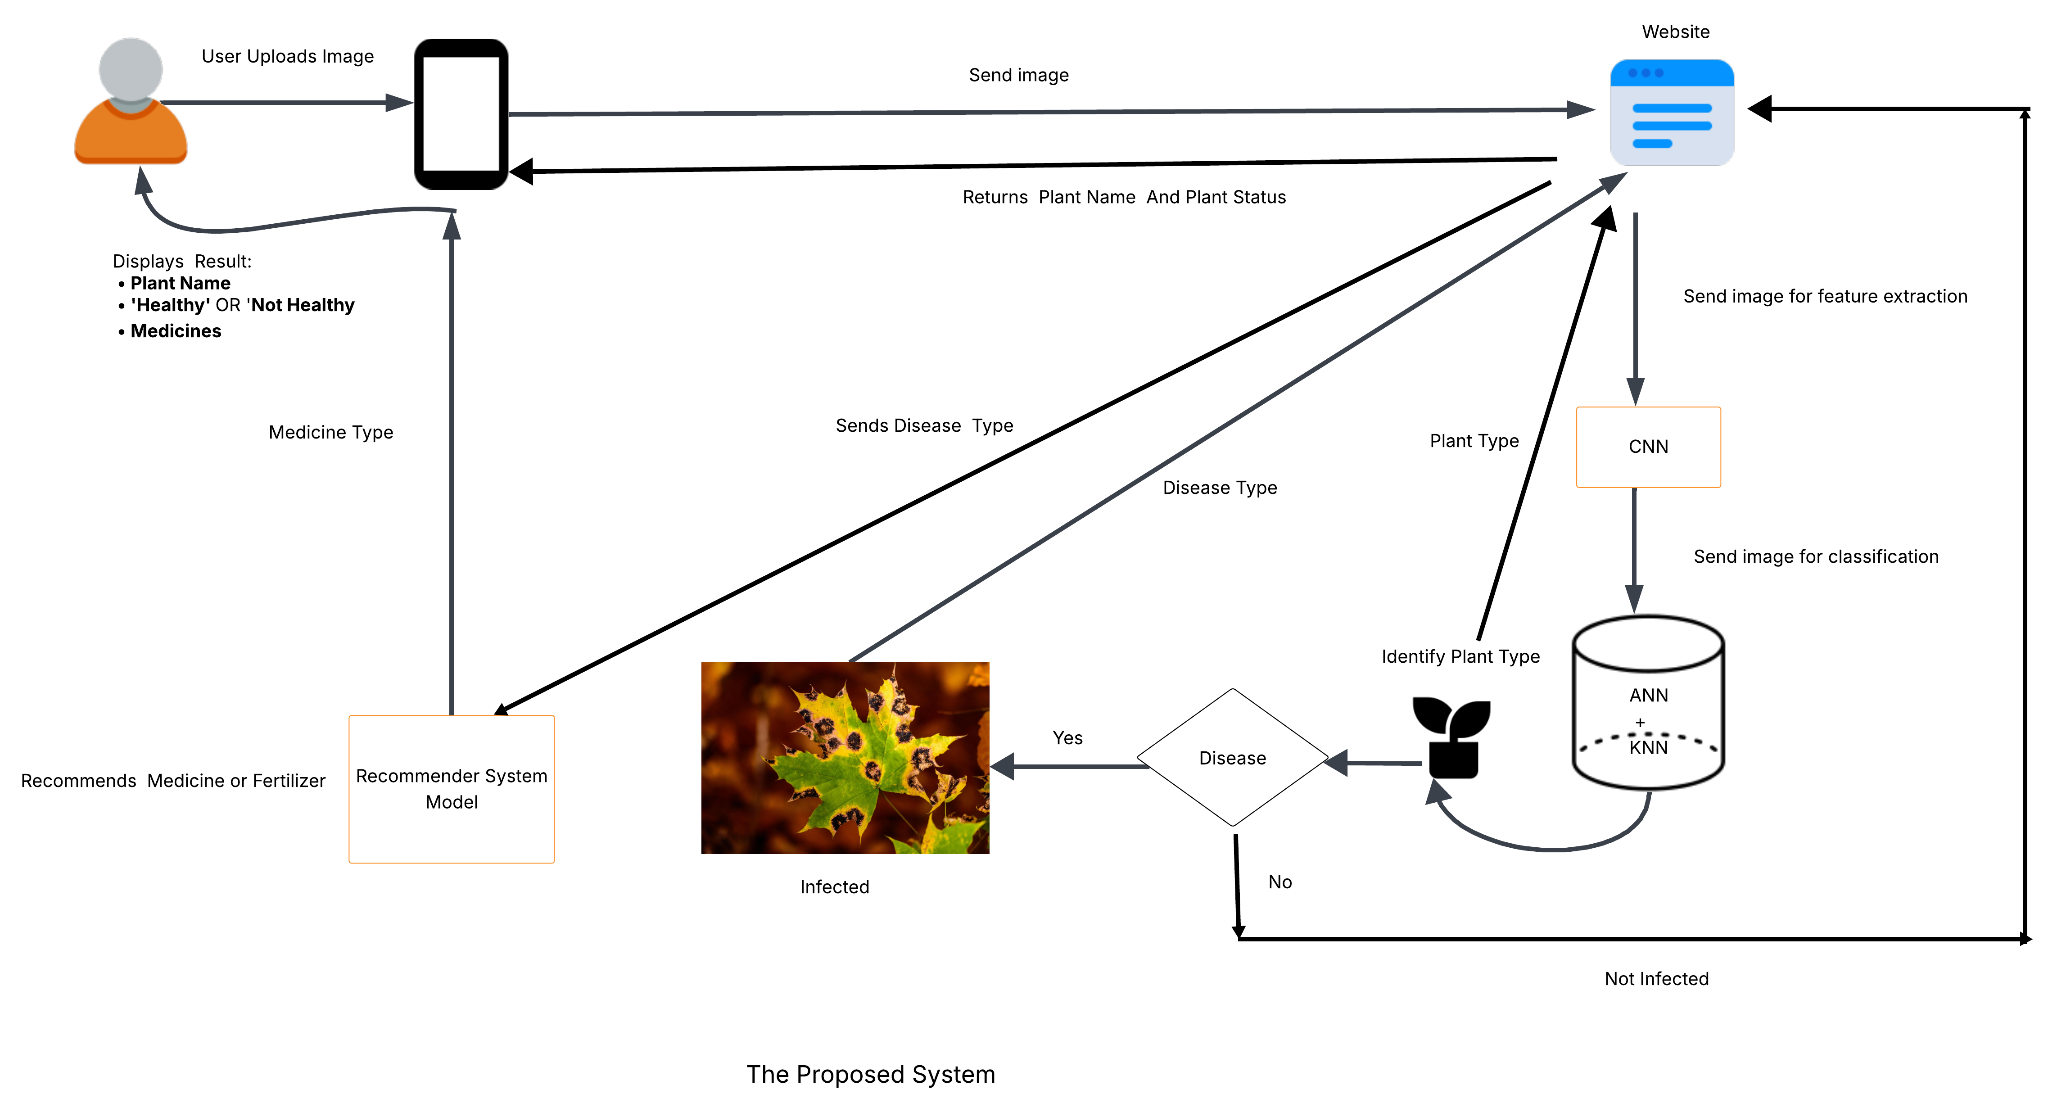 Website
User Uploads Image
Send image
Returns Plant Name And Plant Status
Displays Result:
• Plant Name
• 'Healthy' OR 'Not Healthy
• Medicines
Send image for feature extraction
Medicine Type
Sends Disease Type
Disease Type
Plant Type
CNN
Send image for classification
Identify Plant Type
ANN
+
KNN
Yes
Disease
Recommends Medicine or Fertilizer
Recommender System
Model
Infected
No
Not Infected
The Proposed System